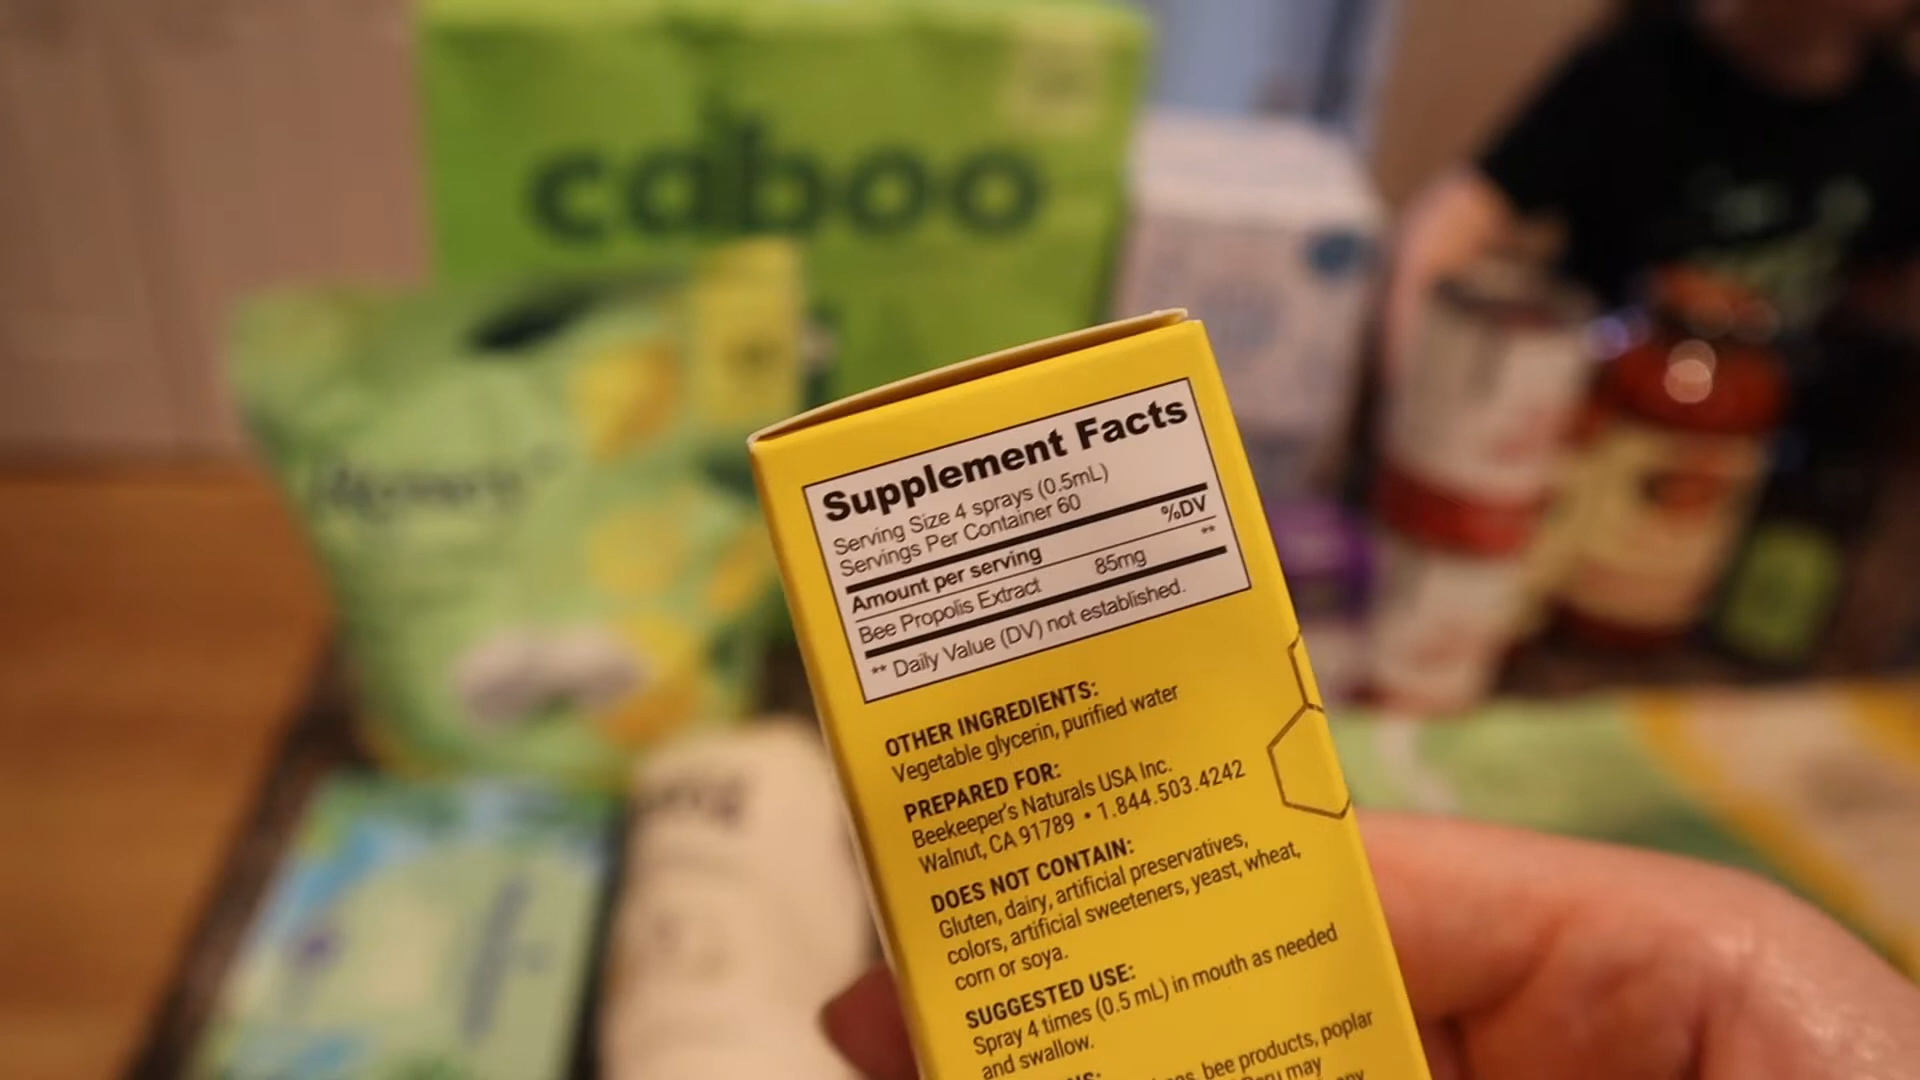 caboo
Supplement Facts
Serving Size 4 sprays (0.5mL)
Servings Per Container 60
%DV
Amount per serving
**
Bee Propolis Extract 85mg
** Daily Value (DV) not established.
OTHER INGREDIENTS:
Vegetable glycerin, purified water
PREPARED FOR:
Beekeeper's Naturals USA Inc.
Walnut, CA 91789 • 1.844.503.4242
DOES NOT CONTAIN:
Gluten, dairy, artificial preservatives,
colors, artificial sweeteners, yeast, wheat,
corn or soya.
SUGGESTED USE:
Spray 4 times (0.5 mL) in mouth as needed
and swallow.
bee products, poplar
may